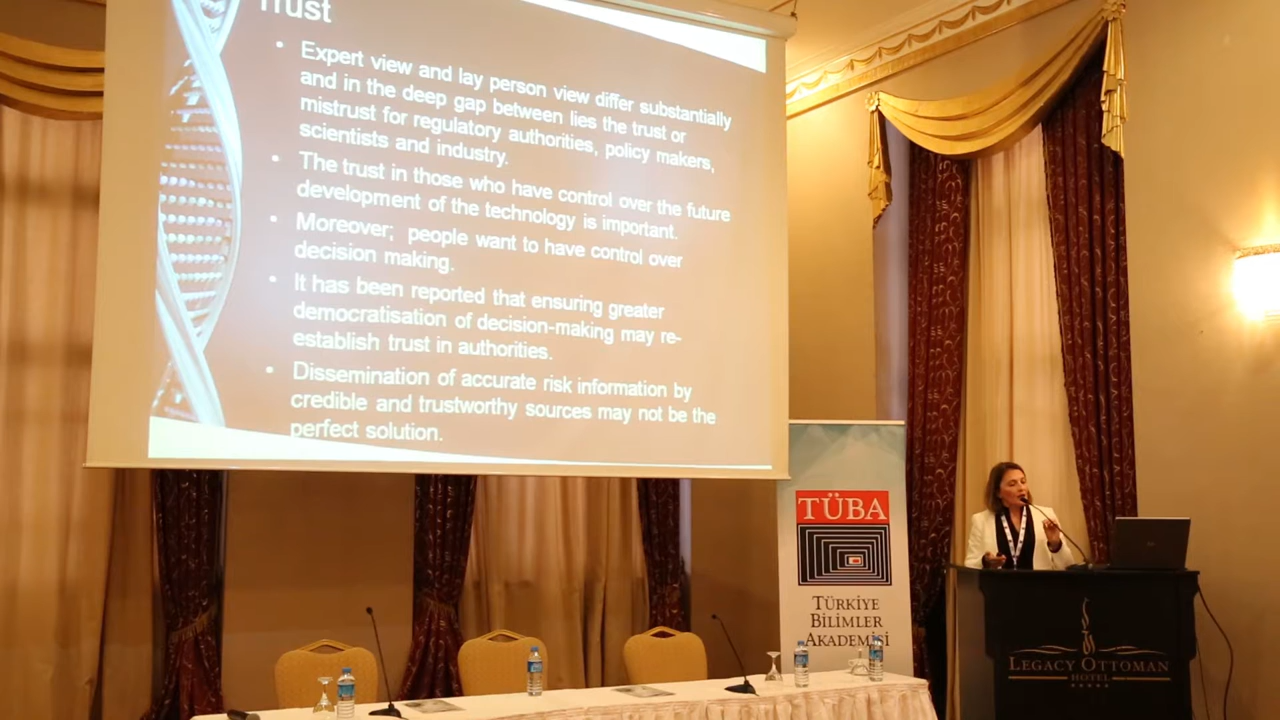 Trust
• Expert view and lay person view differ substantially
and in the deep gap between lies the trust or
mistrust for regulatory authorities, policy makers,
scientists and industry.
• The trust in those who have control over the future
development of the technology is important.
• Moreover; people want to have control over
decision making.
• It has been reported that ensuring greater
democratisation of decision-making may re-
establish trust in authorities.
• Dissemination of accurate risk information by
credible and trustworthy sources may not be the
perfect solution.
TÜBA
TÜRKİYE
BİLİMLER
AKADEMİSİ
LEGACY OTTOMAN
HOTEL